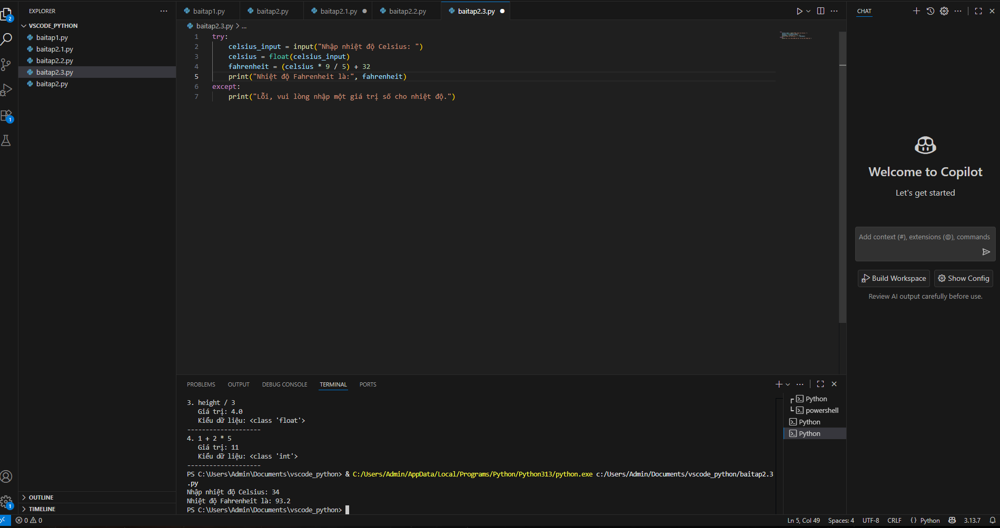 EXPLORER
VSCODE_PYTHON
baitap1.py
baitap2.1.py
baitap2.2.py
baitap2.3.py
baitap2.py
OUTLINE
TIMELINE
2
1
1
baitap1.py
baitap2.py
baitap2.1.py
baitap2.2.py
baitap2.3.py
baitap2.3.py > ...
1 try:
2 celsius_input = input("Nhập nhiệt độ Celsius: ")
3 celsius = float(celsius_input)
4 fahrenheit = (celsius * 9 / 5) + 32
5 print("Nhiệt độ Fahrenheit là:", fahrenheit)
6 except:
7 print("Lỗi, vui lòng nhập một giá trị số cho nhiệt độ.")
PROBLEMS OUTPUT DEBUG CONSOLE TERMINAL PORTS
3. height / 3
Giá trị: 4.0
Kiểu dữ liệu: <class 'float'>
--------------------
4. 1 + 2 * 5
Giá trị: 11
Kiểu dữ liệu: <class 'int'>
--------------------
PS C:\Users\Admin\Documents\vscode_python> & C:/Users/Admin/AppData/Local/Programs/Python/Python313/python.exe c:/Users/Admin/Documents/vscode_python/baitap2.3
.py
Nhập nhiệt độ Celsius: 34
Nhiệt độ Fahrenheit là: 93.2
PS C:\Users\Admin\Documents\vscode_python>
Python
powershell
Python
Python
CHAT
Welcome to Copilot
Let's get started
Add context (#), extensions (@), commands
Build Workspace
Show Config
Review AI output carefully before use.
0 0
Ln 5, Col 49 Spaces: 4 UTF-8 CRLF {} Python 3.13.7